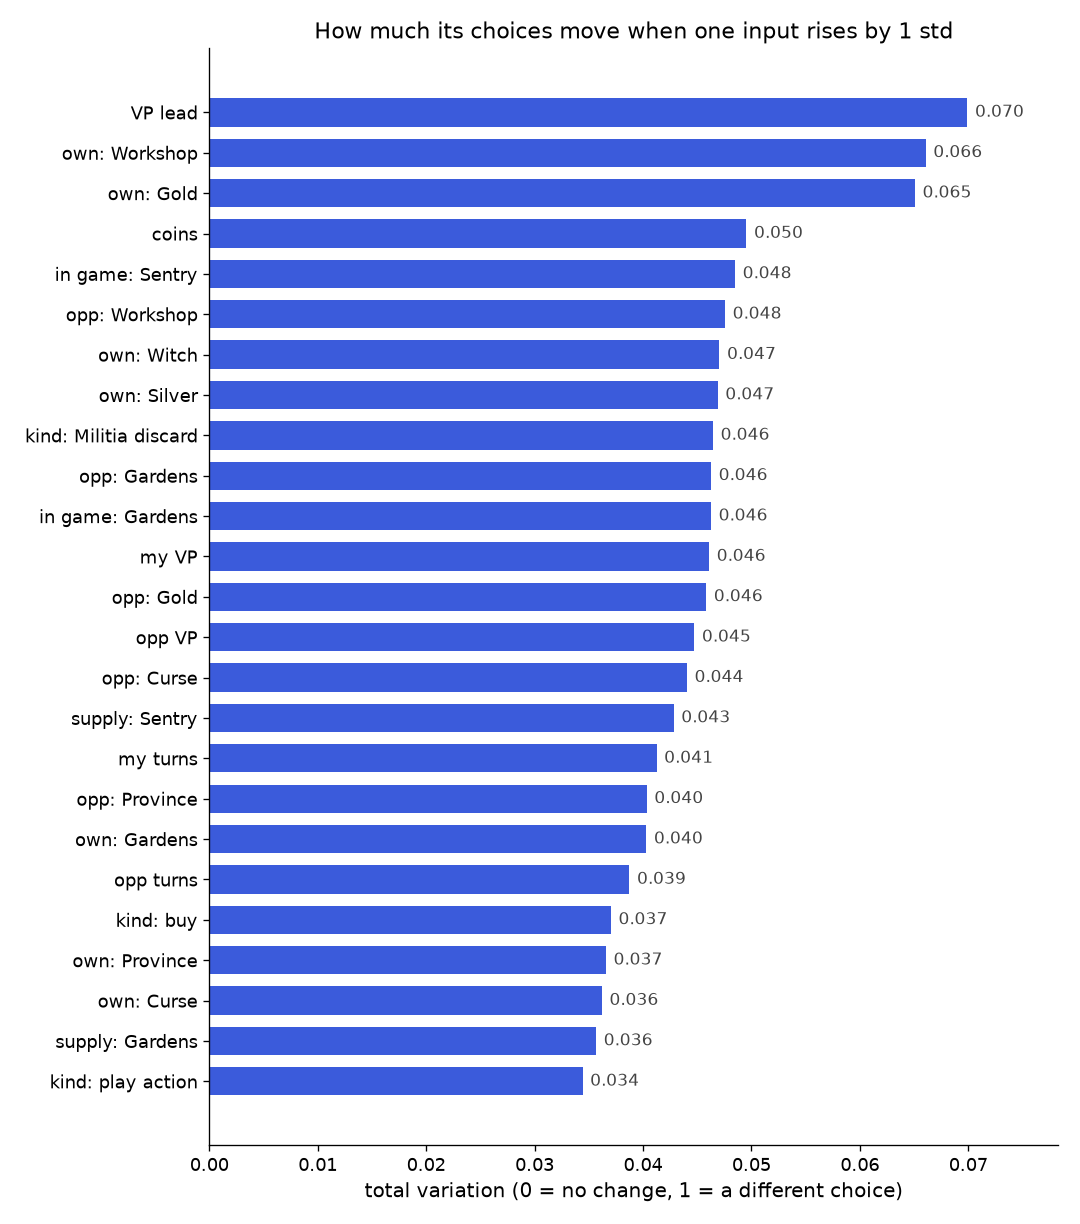 How much its choices move when one input rises by 1 std
VP lead 0.070
own: Workshop 0.066
own: Gold 0.065
coins 0.050
in game: Sentry 0.048
opp: Workshop 0.048
own: Witch 0.047
own: Silver 0.047
kind: Militia discard 0.046
opp: Gardens 0.046
in game: Gardens 0.046
my VP 0.046
opp: Gold 0.046
opp VP 0.045
opp: Curse 0.044
supply: Sentry 0.043
my turns 0.041
opp: Province 0.040
own: Gardens 0.040
opp turns 0.039
kind: buy 0.037
own: Province 0.037
own: Curse 0.036
supply: Gardens 0.036
kind: play action 0.034
0.00 0.01 0.02 0.03 0.04 0.05 0.06 0.07
total variation (0 = no change, 1 = a different choice)